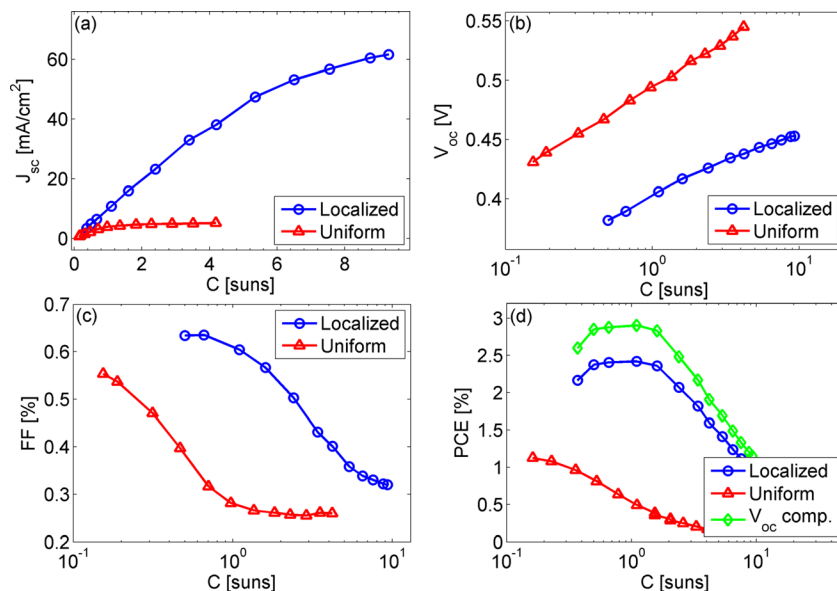 (a)
J_sc [mA/cm²]
60
40
20
0
0 2 4 6 8
C [suns]
Localized
Uniform
(b)
V_oc [V]
0.55
0.5
0.45
0.4
10^-1 10^0 10^1
C [suns]
Localized
Uniform
(c)
FF [%]
0.7
0.6
0.5
0.4
0.3
0.2
10^-1 10^0 10^1
C [suns]
Localized
Uniform
(d)
PCE [%]
3
2.5
2
1.5
1
0.5
0
10^-1 10^0 10^1
C [suns]
Localized
Uniform
V_oc comp.